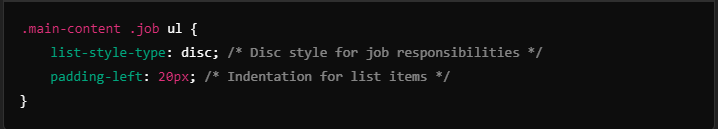 .main-content .job ul {
    list-style-type: disc; /* Disc style for job responsibilities */
    padding-left: 20px; /* Indentation for list items */
}